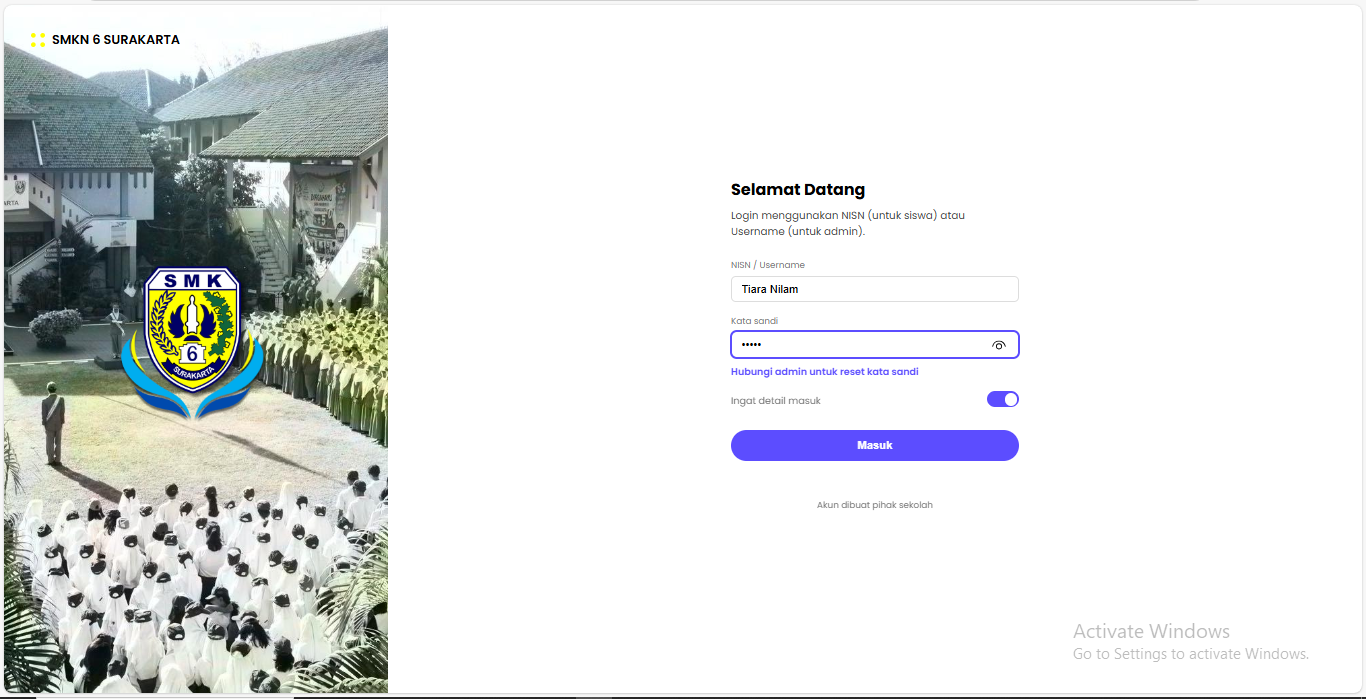 SMKN 6 SURAKARTA
SMK
6
SURAKARTA
Selamat Datang
Login menggunakan NISN (untuk siswa) atau
Username (untuk admin).
NISN / Username
Tiara Nilam
Kata sandi
•••••
Hubungi admin untuk reset kata sandi
Ingat detail masuk
Masuk
Akun dibuat pihak sekolah
Activate Windows
Go to Settings to activate Windows.